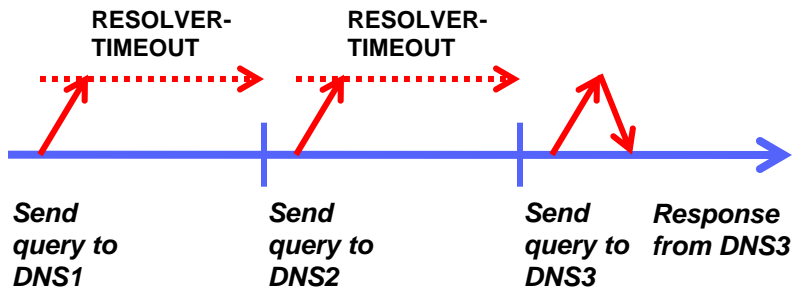 RESOLVER-
TIMEOUT
RESOLVER-
TIMEOUT
Send
query to
DNS1
Send
query to
DNS2
Send
query to
DNS3
Response
from DNS3